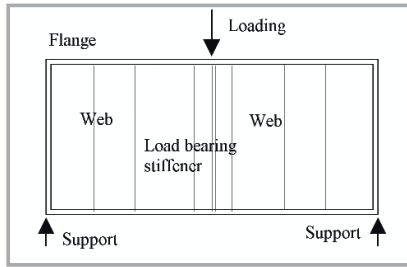 Loading
Flange
Web
Web
Load bearing
stiffener
Support
Support